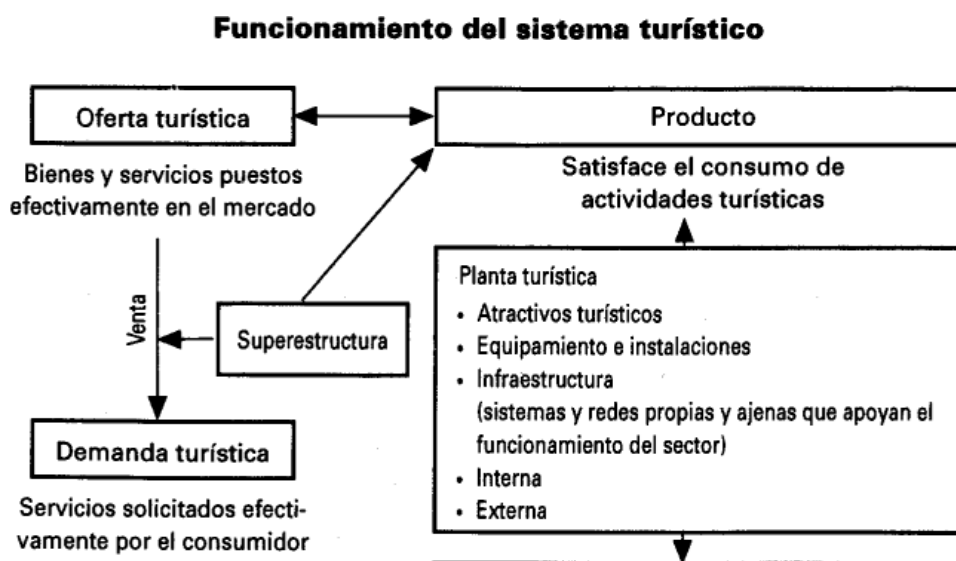 Funcionamiento del sistema turístico
Oferta turística
Producto
Bienes y servicios puestos
efectivamente en el mercado
Satisface el consumo de
actividades turísticas
Venta
Superestructura
Planta turística
• Atractivos turísticos
• Equipamiento e instalaciones
• Infraestructura
(sistemas y redes propias y ajenas que apoyan el
funcionamiento del sector)
• Interna
• Externa
Demanda turística
Servicios solicitados efecti-
vamente por el consumidor